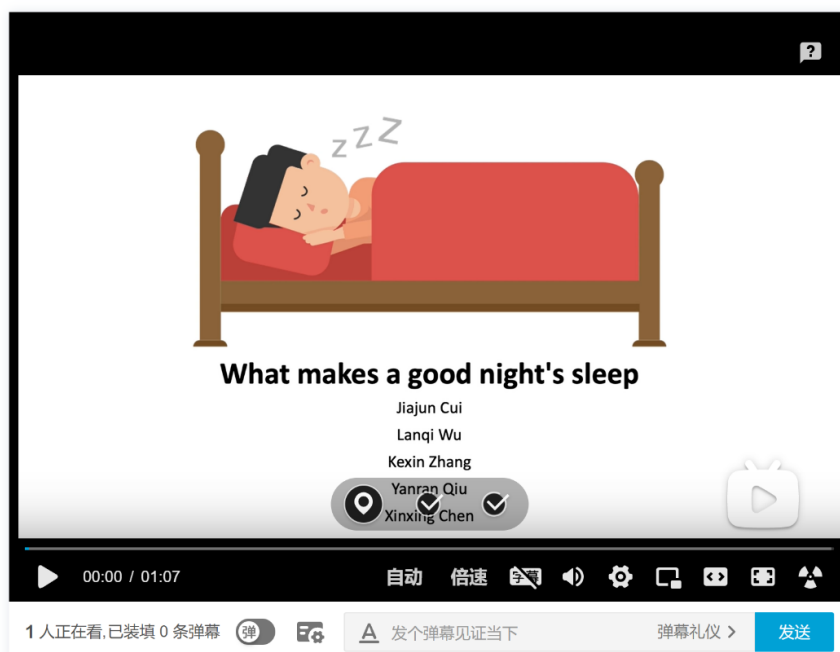 ?
zzZ
What makes a good night's sleep
Jiajun Cui
Lanqi Wu
Kexin Zhang
Yanran Qiu
Xinxing Chen
00:00 / 01:07 自动 倍速 字幕
1 人正在看,已装填 0 条弹幕 弹 A 发个弹幕见证当下 弹幕礼仪 > 发送